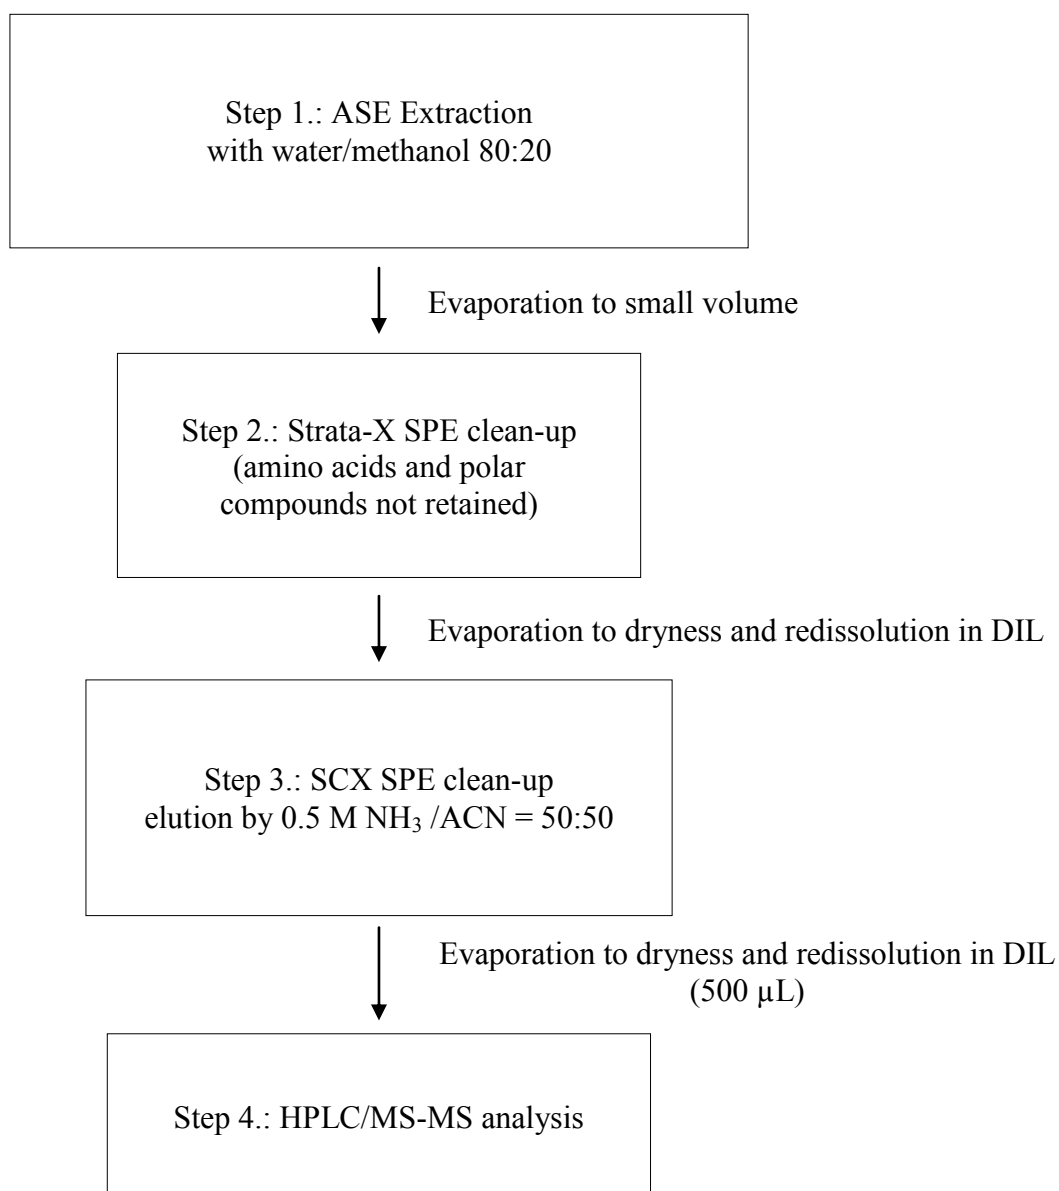 Step 1.: ASE Extraction
with water/methanol 80:20
Evaporation to small volume
Step 2.: Strata-X SPE clean-up
(amino acids and polar
compounds not retained)
Evaporation to dryness and redissolution in DIL
Step 3.: SCX SPE clean-up
elution by 0.5 M NH₃ /ACN = 50:50
Evaporation to dryness and redissolution in DIL
(500 µL)
Step 4.: HPLC/MS-MS analysis